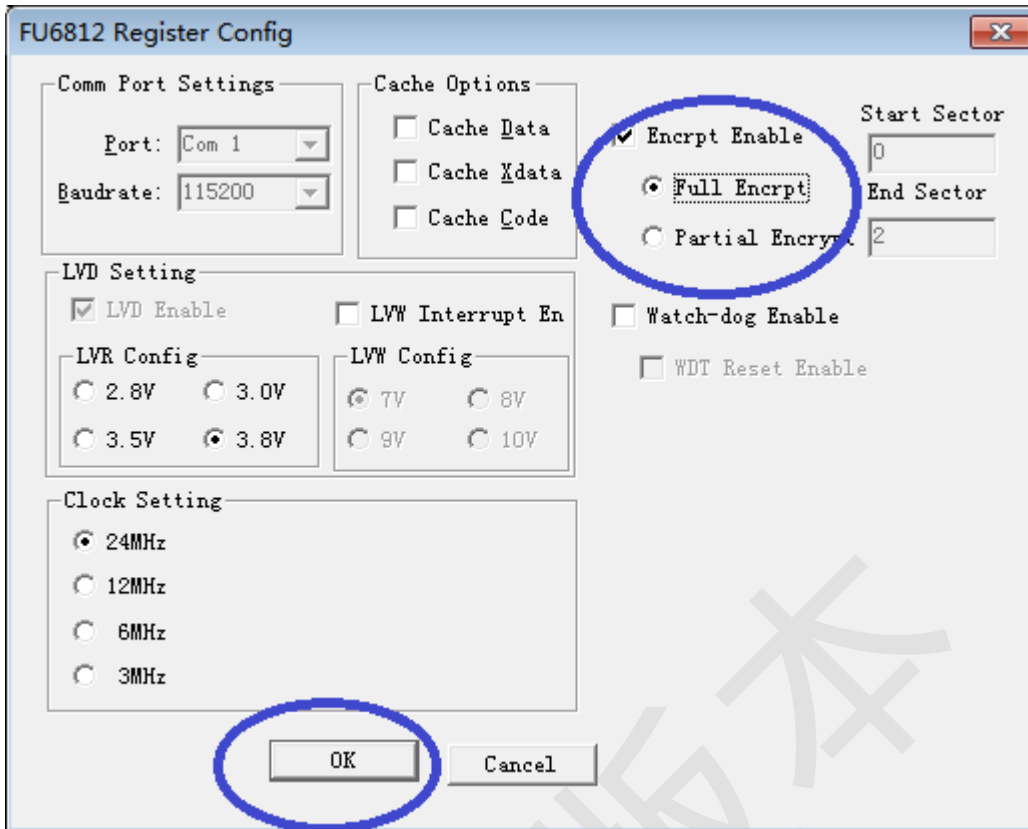 FU6812 Register Config
Comm Port Settings
Port: Com 1
Baudrate: 115200
Cache Options
Cache Data
Cache Xdata
Cache Code
Encrpt Enable
Full Encrpt
Partial Encrypt
Start Sector
0
End Sector
2
LVD Setting
LVD Enable
LVW Interrupt En
LVR Config
2.8V 3.0V
3.5V 3.8V
LVW Config
7V 8V
9V 10V
Watch-dog Enable
WDT Reset Enable
Clock Setting
24MHz
12MHz
6MHz
3MHz
OK Cancel
版本